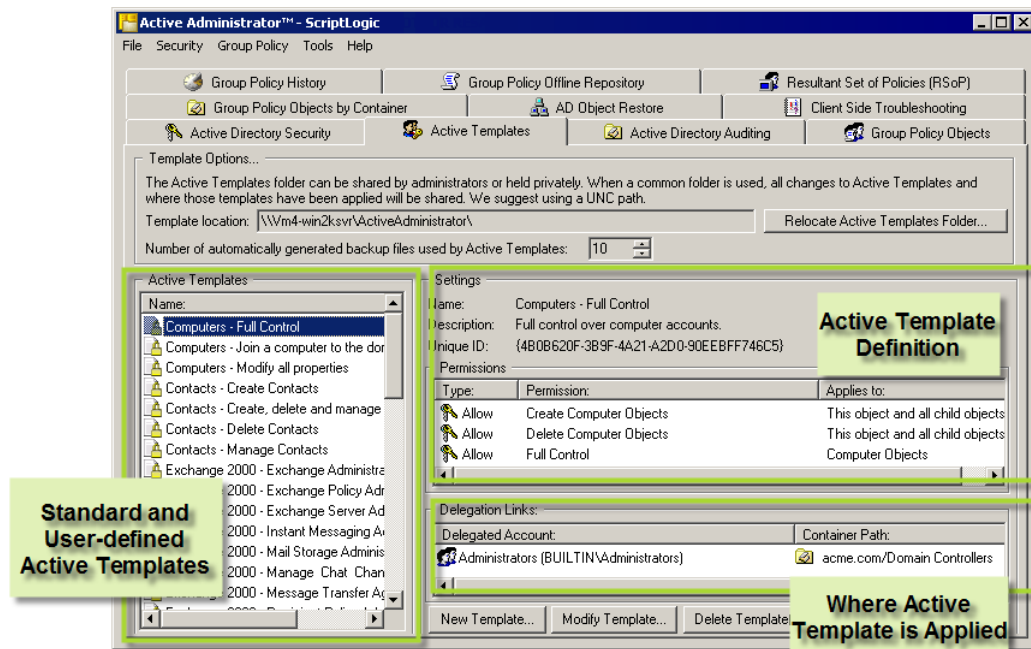 Active Administrator™ - ScriptLogic
File Security Group Policy Tools Help
Group Policy History
Group Policy Offline Repository
Resultant Set of Policies (RSoP)
Group Policy Objects by Container
AD Object Restore
Client Side Troubleshooting
Active Directory Security
Active Templates
Active Directory Auditing
Group Policy Objects
Template Options...
The Active Templates folder can be shared by administrators or held privately. When a common folder is used, all changes to Active Templates and
where those templates have been applied will be shared. We suggest using a UNC path.
Template location: \\Vm4-win2ksvr\ActiveAdministrator\
Relocate Active Templates Folder...
Number of automatically generated backup files used by Active Templates: 10
Active Templates
Name:
Computers - Full Control
Computers - Join a computer to the dor
Computers - Modify all properties
Contacts - Create Contacts
Contacts - Create, delete and manage
Contacts - Delete Contacts
Contacts - Manage Contacts
Exchange 2000 - Exchange Administra
2000 - Exchange Policy Adr
2000 - Exchange Server Ad
2000 - Instant Messaging A
2000 - Mail Storage Adminis
2000 - Manage Chat Chan
2000 - Message Transfer Ag
Standard and
User-defined
Active Templates
Settings
Name: Computers - Full Control
Description: Full control over computer accounts.
Unique ID: {4B0B620F-3B9F-4A21-A2D0-90EEBFF746C5}
Active Template
Definition
Permissions
Type: Permission: Applies to:
Allow Create Computer Objects This object and all child objects
Allow Delete Computer Objects This object and all child objects
Allow Full Control Computer Objects
Delegation Links:
Delegated Account: Container Path:
Administrators (BUILTIN\Administrators) acme.com/Domain Controllers
New Template...
Modify Template...
Delete Template
Where Active
Template is Applied